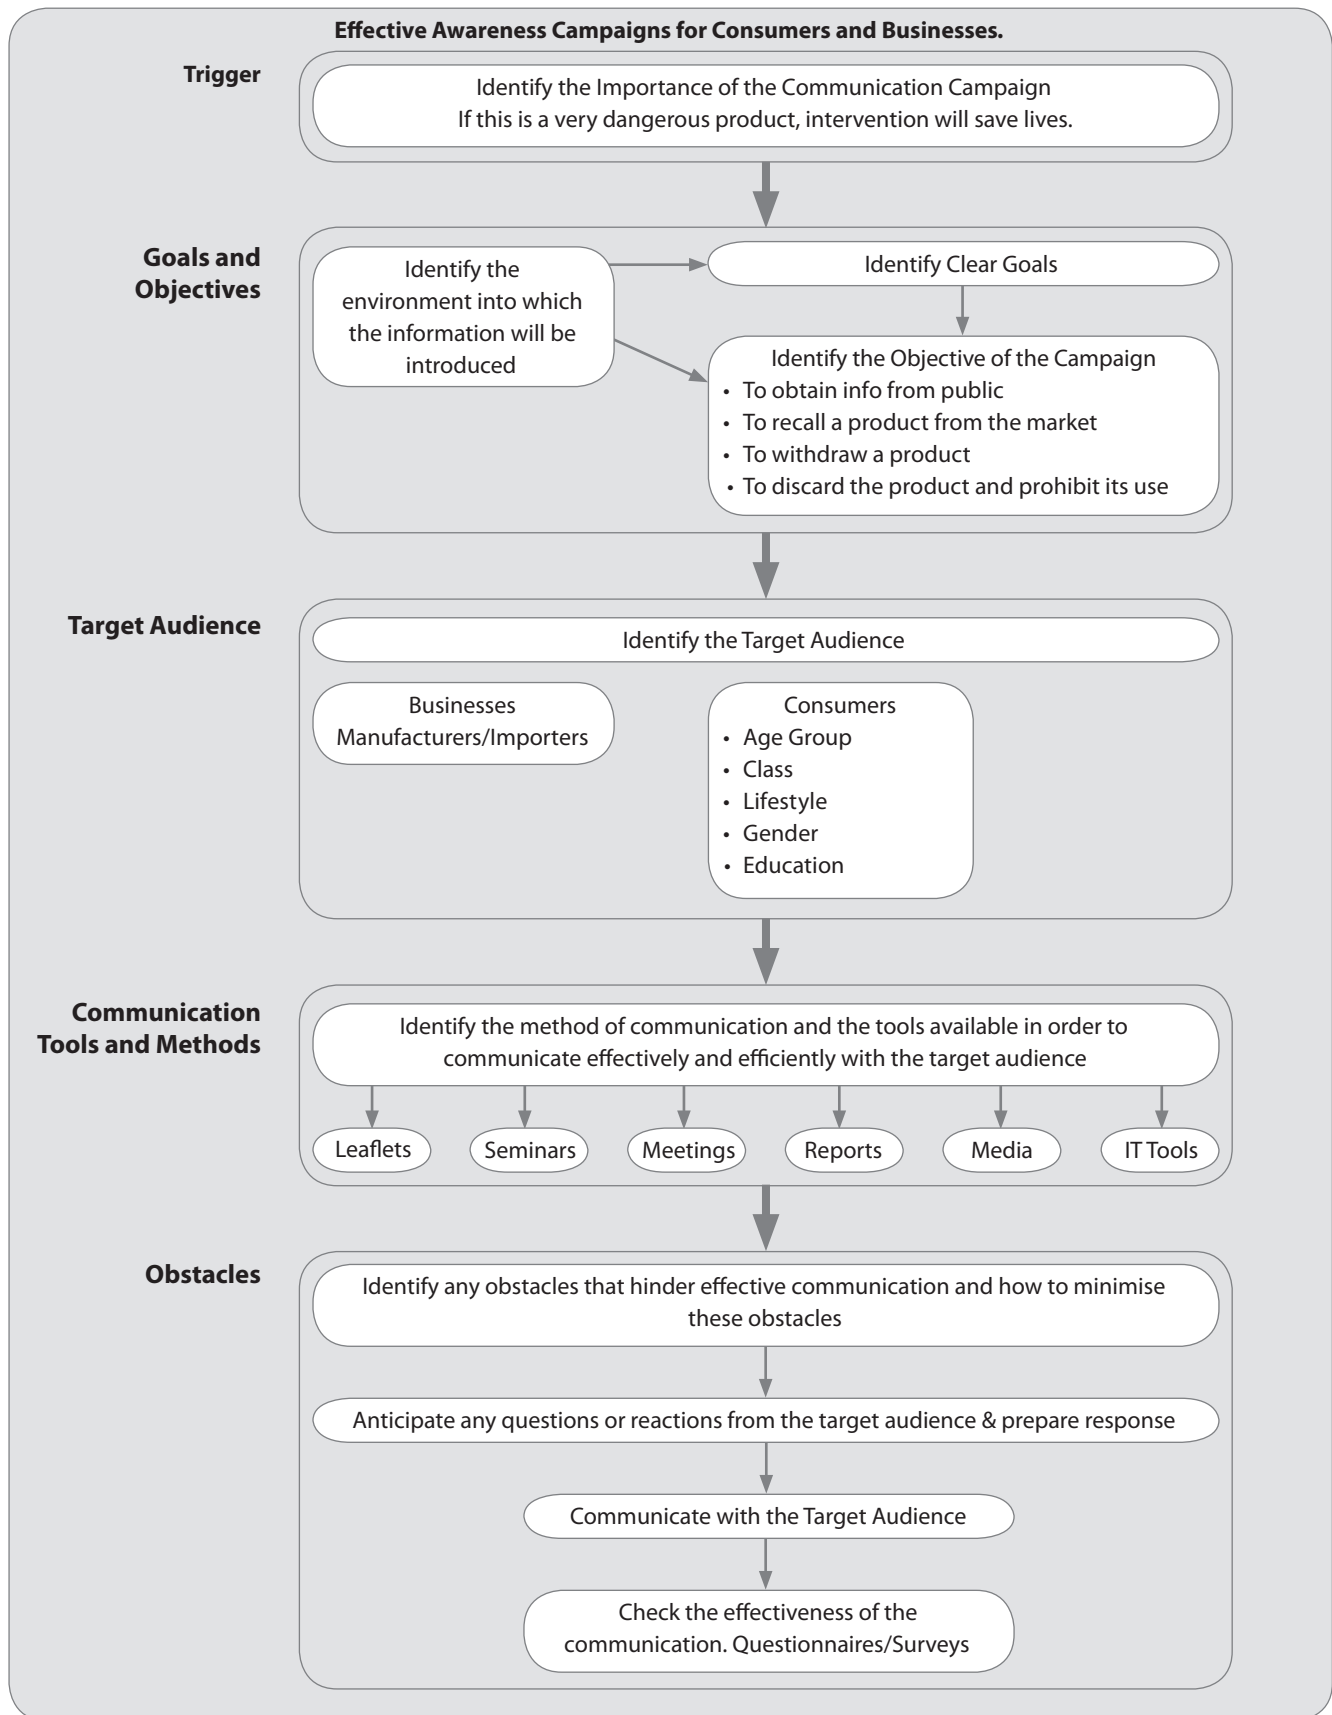 Effective Awareness Campaigns for Consumers and Businesses.
Trigger
Identify the Importance of the Communication Campaign
If this is a very dangerous product, intervention will save lives.
Goals and
Objectives
Identify the
environment into which
the information will be
introduced
Identify Clear Goals
Identify the Objective of the Campaign
• To obtain info from public
• To recall a product from the market
• To withdraw a product
• To discard the product and prohibit its use
Target Audience
Identify the Target Audience
Businesses
Manufacturers/Importers
Consumers
• Age Group
• Class
• Lifestyle
• Gender
• Education
Communication
Tools and Methods
Identify the method of communication and the tools available in order to
communicate effectively and efficiently with the target audience
Leaflets
Seminars
Meetings
Reports
Media
IT Tools
Obstacles
Identify any obstacles that hinder effective communication and how to minimise
these obstacles
Anticipate any questions or reactions from the target audience & prepare response
Communicate with the Target Audience
Check the effectiveness of the
communication. Questionnaires/Surveys